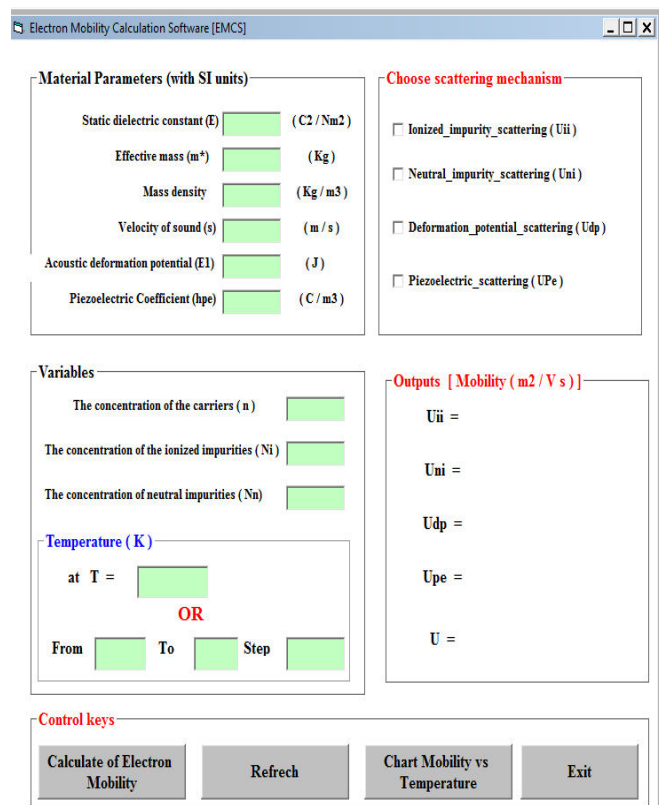 Electron Mobility Calculation Software [EMCS]
Material Parameters (with SI units)
Static dielectric constant (E) ( C2 / Nm2 )
Effective mass (m*) ( Kg )
Mass density ( Kg / m3 )
Velocity of sound (s) ( m / s )
Acoustic deformation potential (E1) ( J )
Piezoelectric Coefficient (hpe) ( C / m3 )
Choose scattering mechanism
Ionized_impurity_scattering ( Uii )
Neutral_impurity_scattering ( Uni )
Deformation_potential_scattering ( Udp )
Piezoelectric_scattering ( UPe )
Variables
The concentration of the carriers ( n )
The concentration of the ionized impurities ( Ni )
The concentration of neutral impurities ( Nn)
Temperature ( K )
at T =
OR
From To Step
Outputs [ Mobility ( m2 / V s ) ]
Uii =
Uni =
Udp =
Upe =
U =
Control keys
Calculate of Electron
Mobility
Refrech
Chart Mobility vs
Temperature
Exit